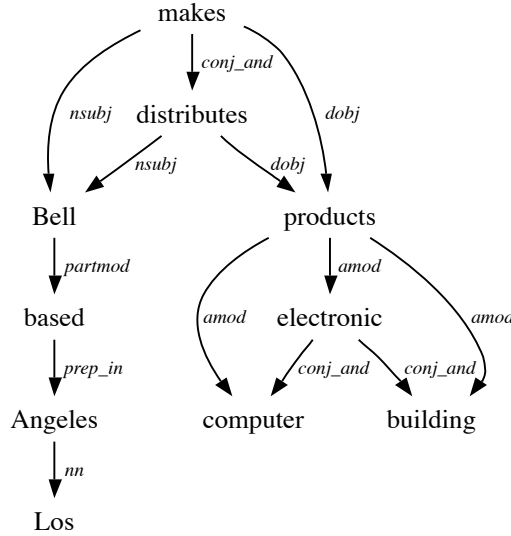 makes
conj_and
nsubj distributes dobj
nsubj dobj
Bell products
partmod amod
based amod electronic amod
prep_in conj_and conj_and
Angeles computer building
nn
Los